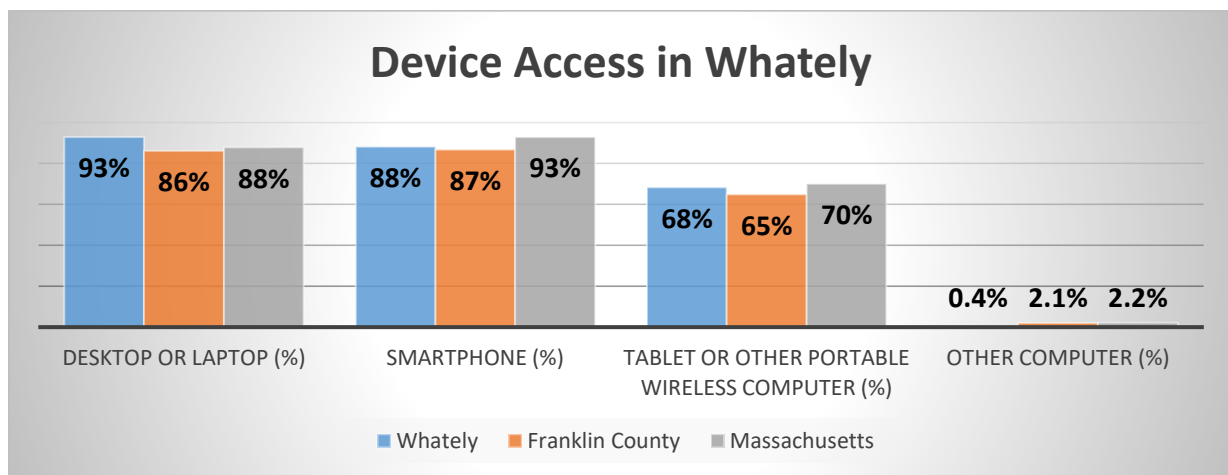 Device Access in Whately
93%
86%
88%
88%
87%
93%
68%
65%
70%
0.4%
2.1%
2.2%
DESKTOP OR LAPTOP (%)
SMARTPHONE (%)
TABLET OR OTHER PORTABLE
WIRELESS COMPUTER (%)
OTHER COMPUTER (%)
Whately
Franklin County
Massachusetts